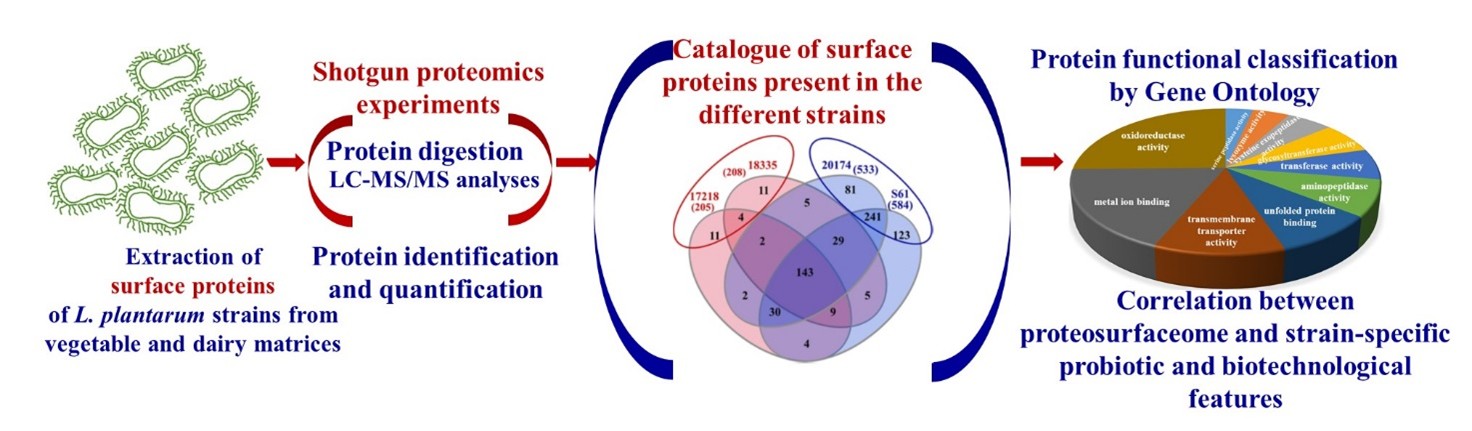 Extraction of
surface proteins
of L. plantarum strains from
vegetable and dairy matrices
Shotgun proteomics
experiments
Protein digestion
LC-MS/MS analyses
Protein identification
and quantification
Catalogue of surface
proteins present in the
different strains
17218
(205)
(208) 18335
20174 (533)
S61
(584)
11
11
81
123
4
5
241
2
29
143
2
5
30
9
4
Protein functional classification
by Gene Ontology
oxidoreductase
activity
metal ion binding
transmembrane
transporter
activity
unfolded protein
binding
aminopeptidase
activity
transferase activity
glycosyltransferase activity
cysteine exopeptidase
activity
Correlation between
proteosurfaceome and strain-specific
probiotic and biotechnological
features